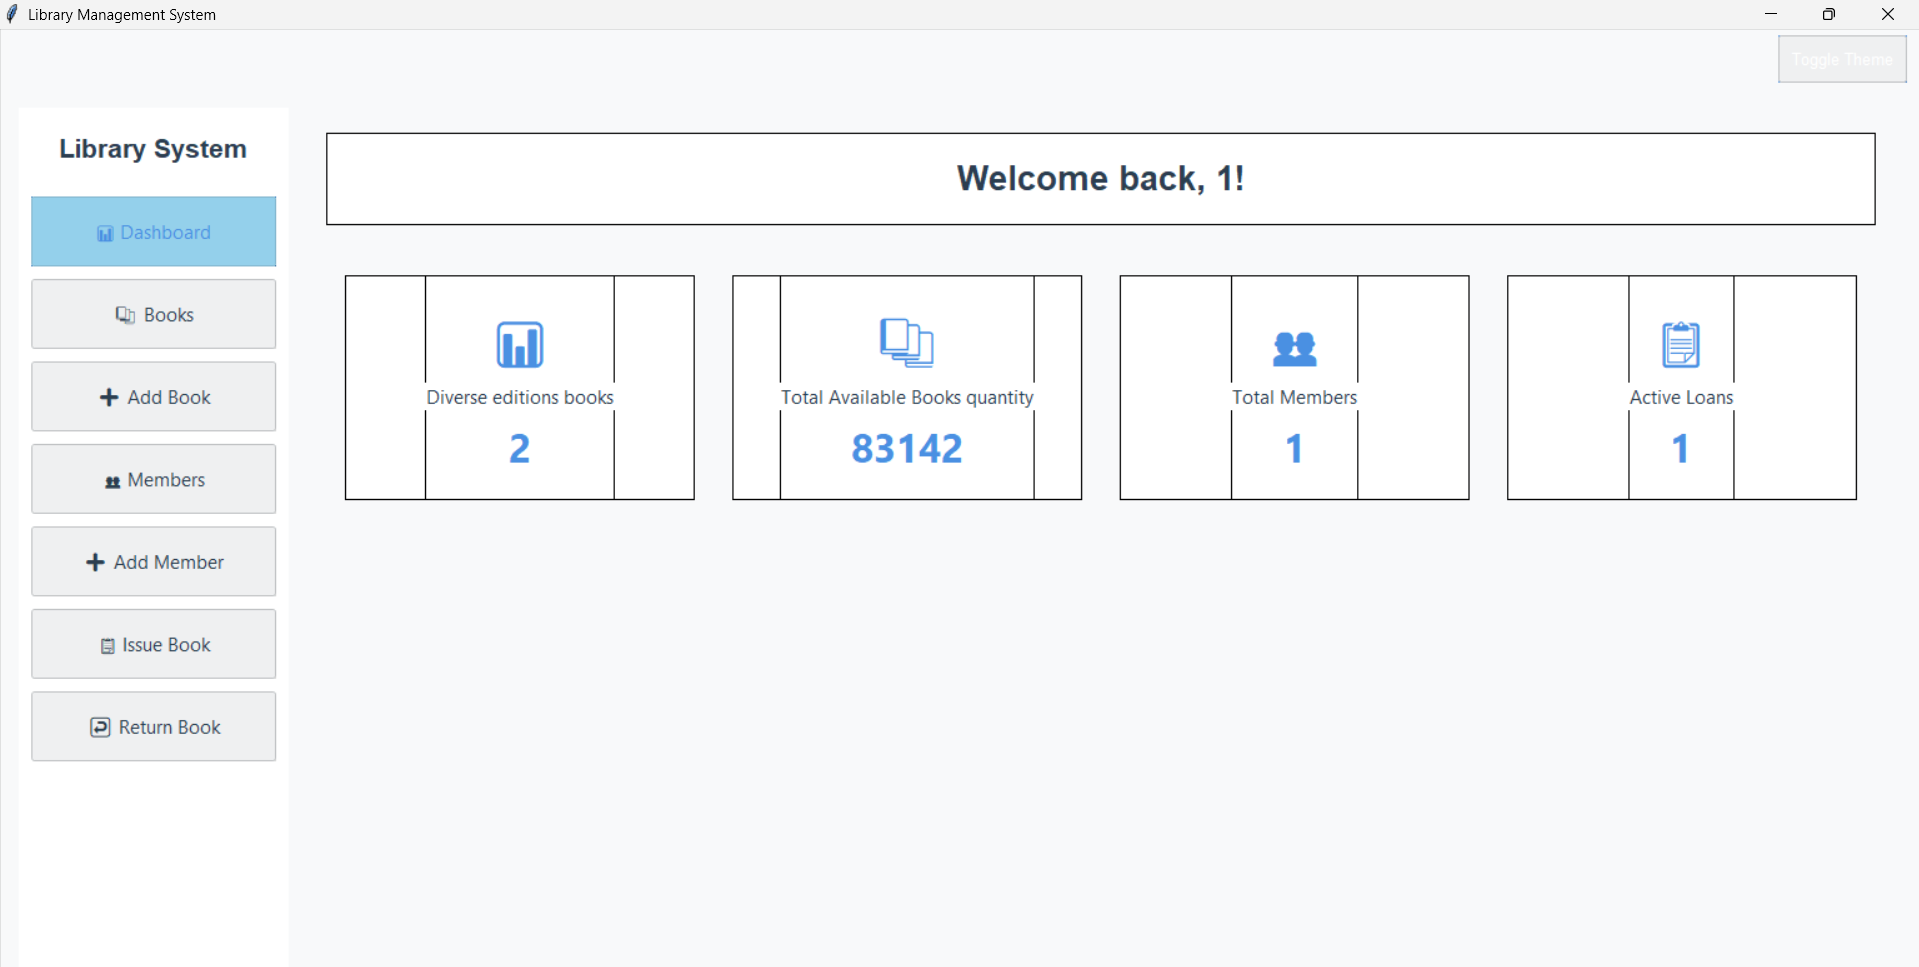 Library Management System
Toggle Theme
Library System
Dashboard
Books
Add Book
Members
Add Member
Issue Book
Return Book
Welcome back, 1!
Diverse editions books
2
Total Available Books quantity
83142
Total Members
1
Active Loans
1